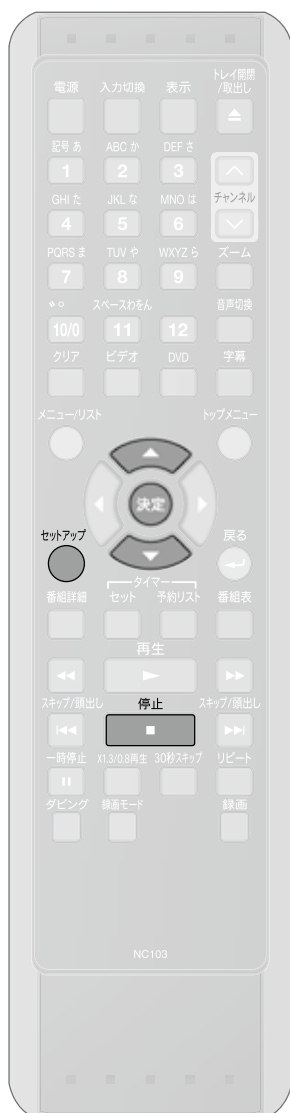 電源 入力切換 表示 トレイ開閉
/取出し
記号 あ ABC か DEF さ
1 2 3
GHI た JKL な MNO は チャンネル
4 5 6
PQRS ま TUV や WXYZ ら ズーム
7 8 9
゛゜ スペースわをん 音声切換
10/0 11 12
クリア ビデオ DVD 字幕
メニュー/リスト トップメニュー
決定
セットアップ 戻る
タイマー
番組詳細 セット 予約リスト 番組表
再生
スキップ/頭出し 停止 スキップ/頭出し
一時停止 X1.3/0.8再生 30秒スキップ リピート
ダビング 録画モード 録画
NC103